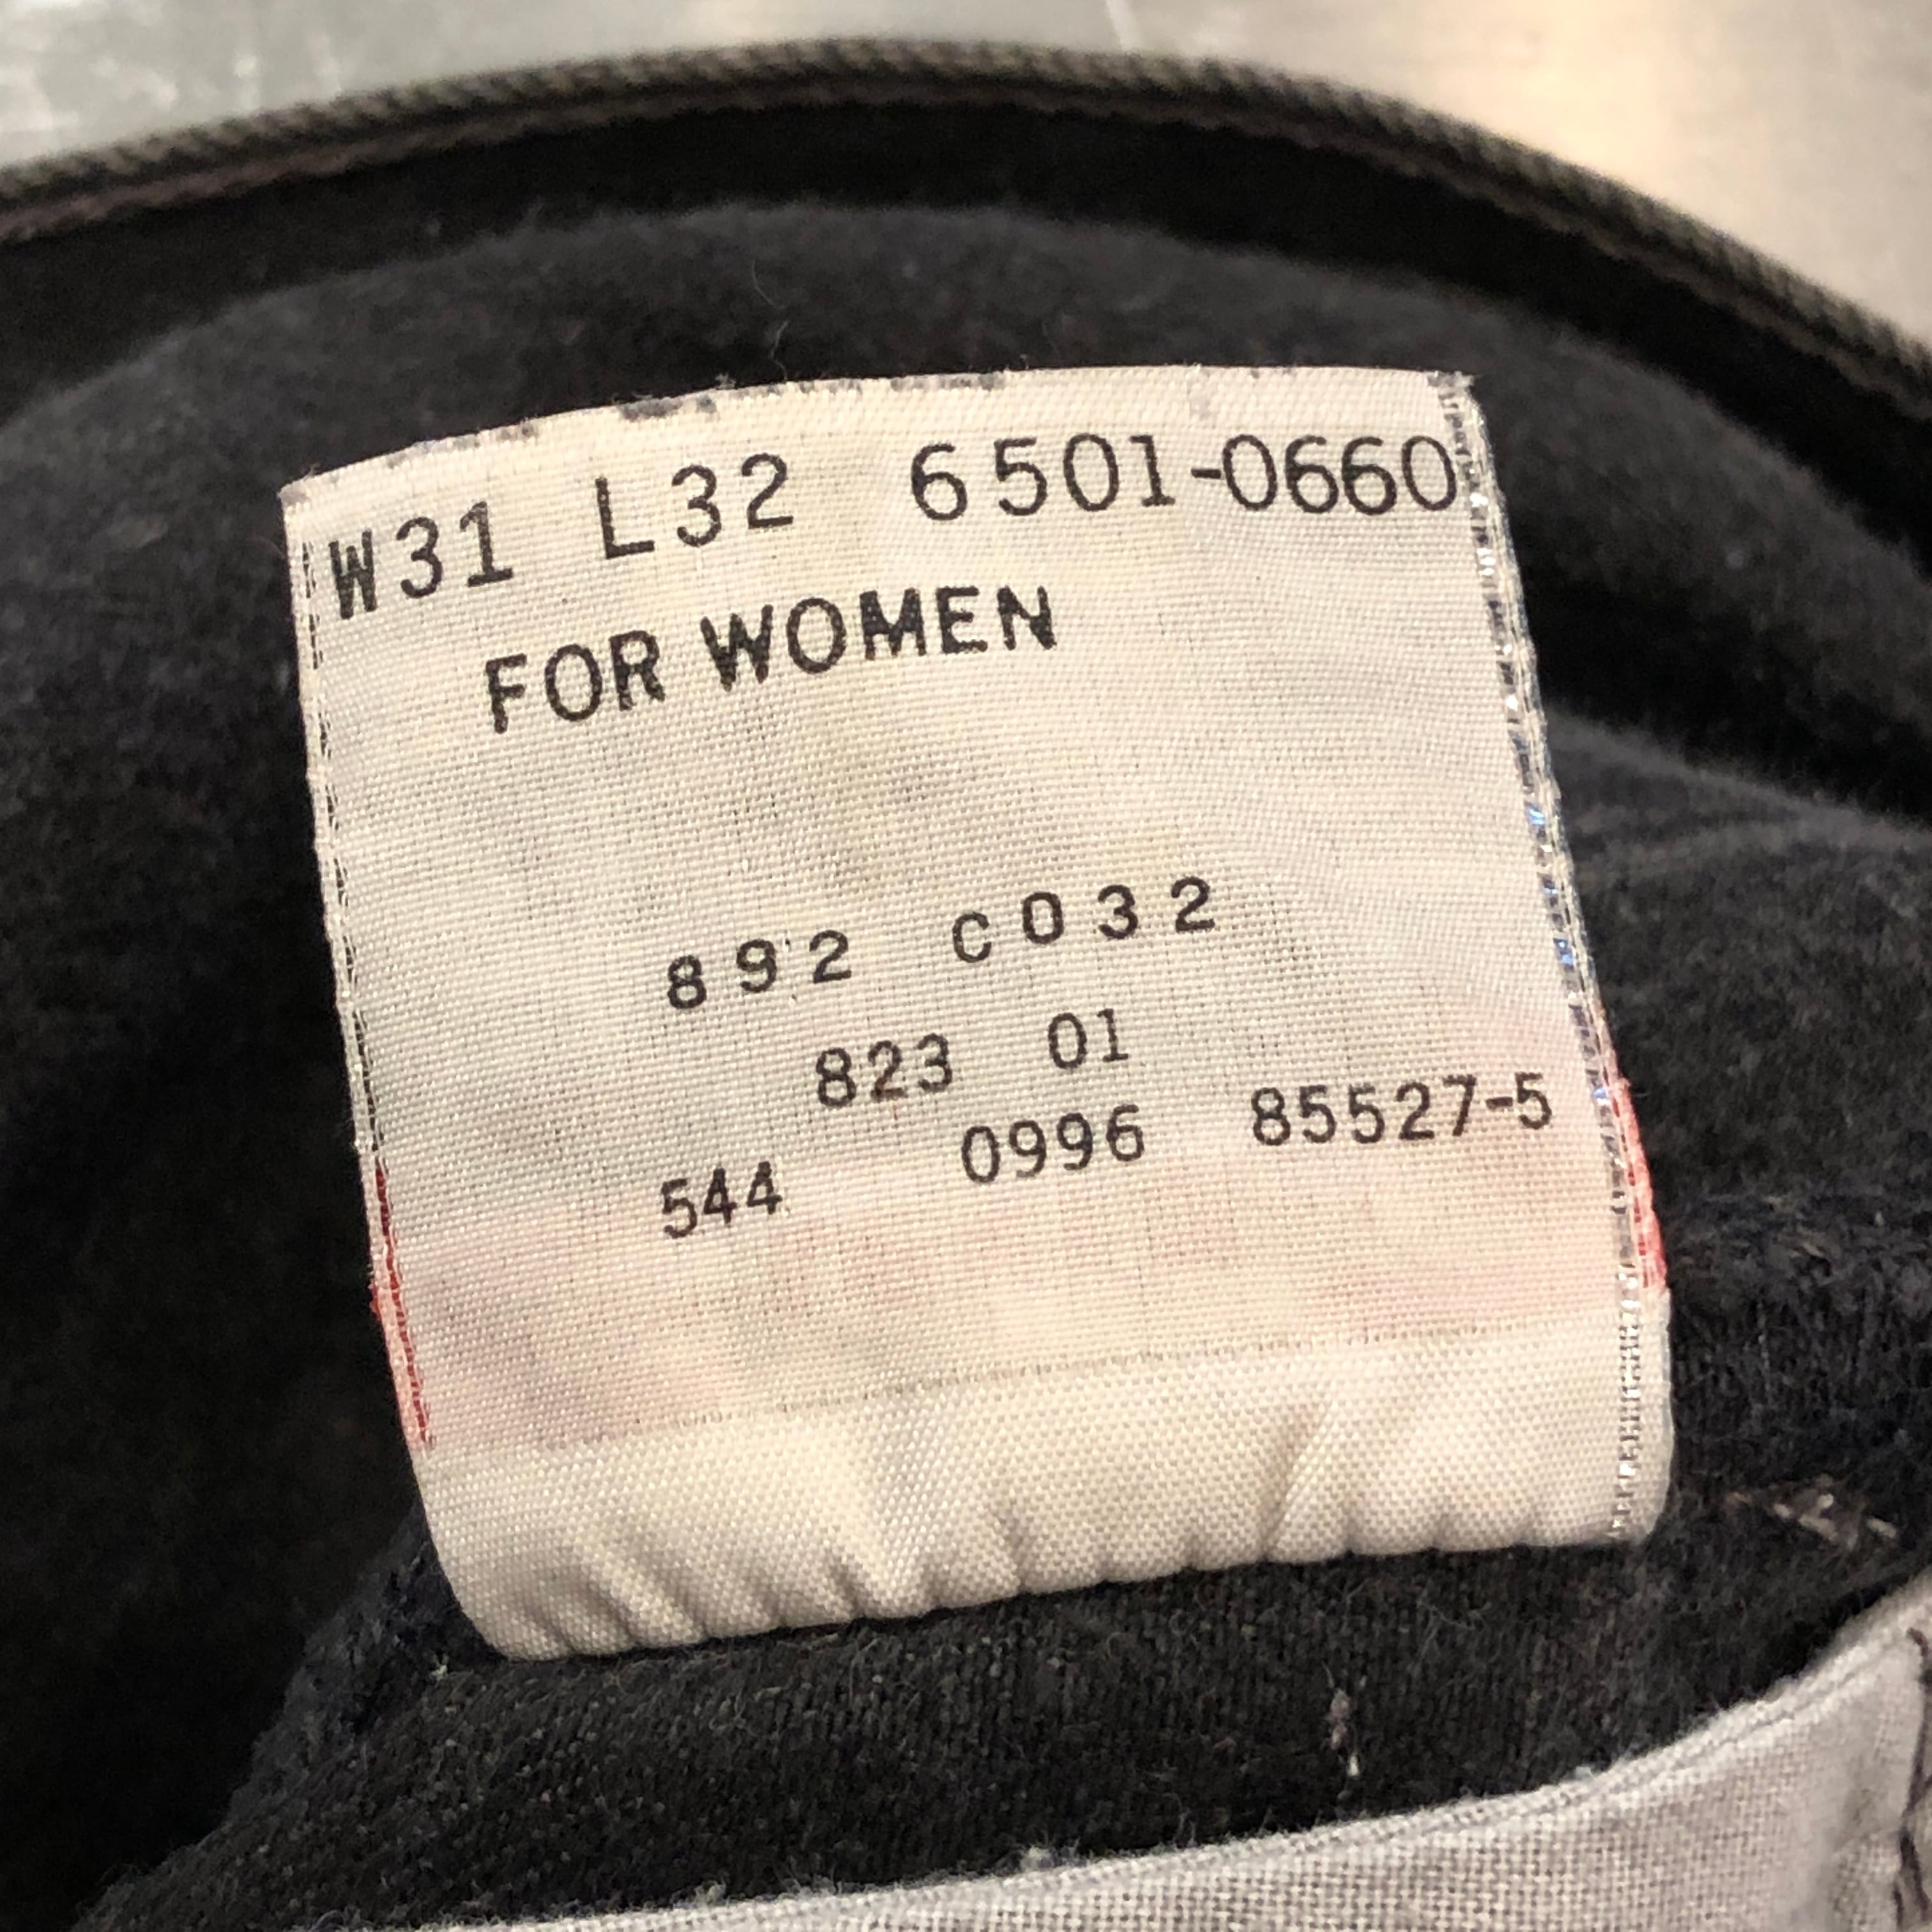 W31 L32 6501-0660
FOR WOMEN
892 C032
823 01
544 0996 85527-5